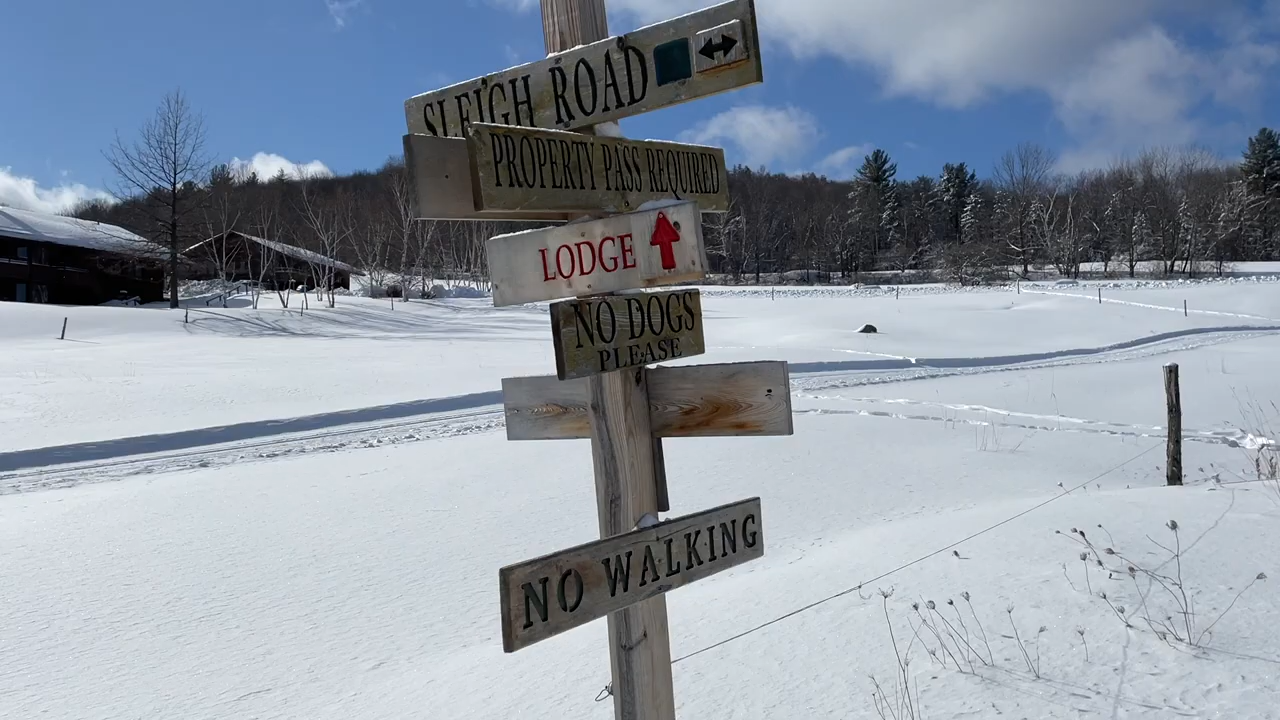 SLEIGH ROAD
PROPERTY PASS REQUIRED
LODGE
NO DOGS
PLEASE
NO WALKING